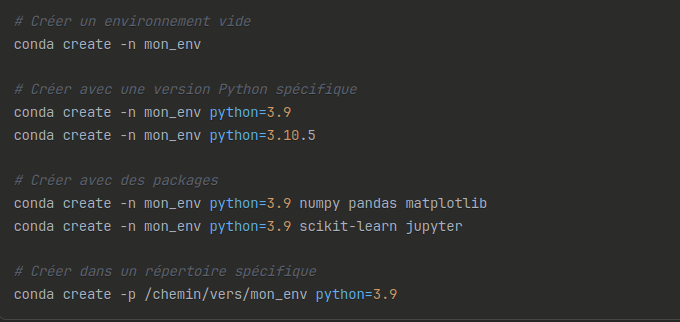 # Créer un environnement vide
conda create -n mon_env
# Créer avec une version Python spécifique
conda create -n mon_env python=3.9
conda create -n mon_env python=3.10.5
# Créer avec des packages
conda create -n mon_env python=3.9 numpy pandas matplotlib
conda create -n mon_env python=3.9 scikit-learn jupyter
# Créer dans un répertoire spécifique
conda create -p /chemin/vers/mon_env python=3.9